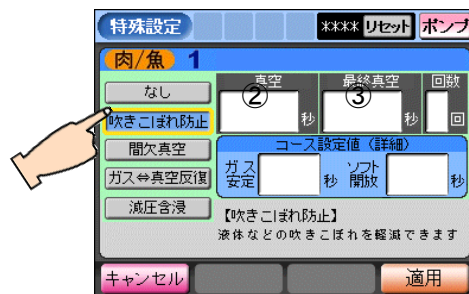 特殊設定 **** リセット ポンプ
肉/魚 1
なし
吹きこぼれ防止
間欠真空
ガス⇔真空反復
減圧含浸
真空 最終真空 回数
② ③
秒 秒 回
コース設定値（詳細）
ガス安定 秒 ソフト開放 秒
【吹きこぼれ防止】
液体などの吹きこぼれを軽減できます
キャンセル 適用